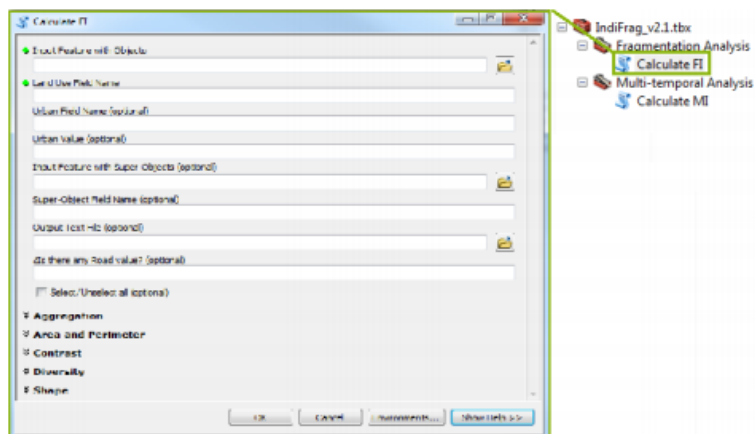 Calculate FI
Input Feature with Objects
Land Use Field Name
Urban Field Name (optional)
Urban Value (optional)
Input Feature with Super-Objects (optional)
Super-Object Field Name (optional)
Output Text File (optional)
¿Is there any Road value? (optional)
Select/Unselect all (optional)
Aggregation
Area and Perimeter
Contrast
Diversity
Shape
OK
Cancel
Environments...
Show Help >>
IndiFrag_v2.1.tbx
Fragmentation Analysis
Calculate FI
Multi-temporal Analysis
Calculate MI